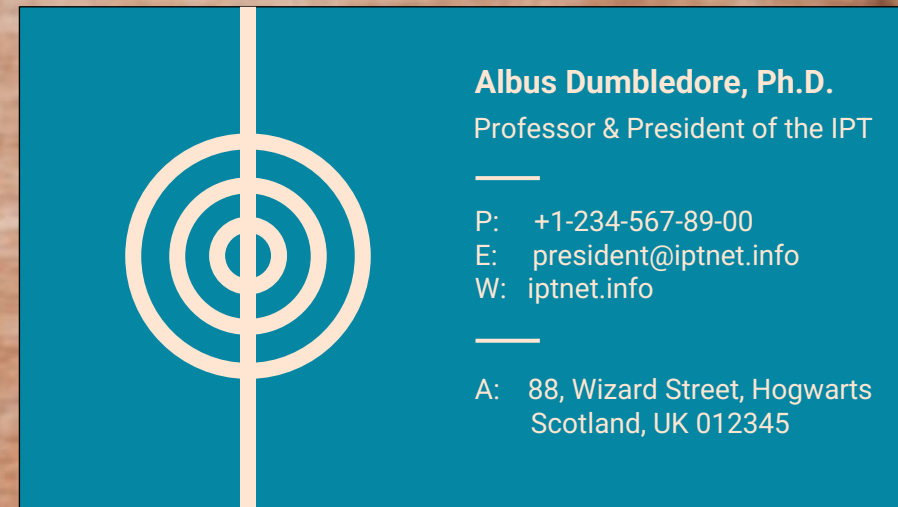 Albus Dumbledore, Ph.D.
Professor & President of the IPT
P: +1-234-567-89-00
E: president@iptnet.info
W: iptnet.info
A: 88, Wizard Street, Hogwarts
Scotland, UK 012345